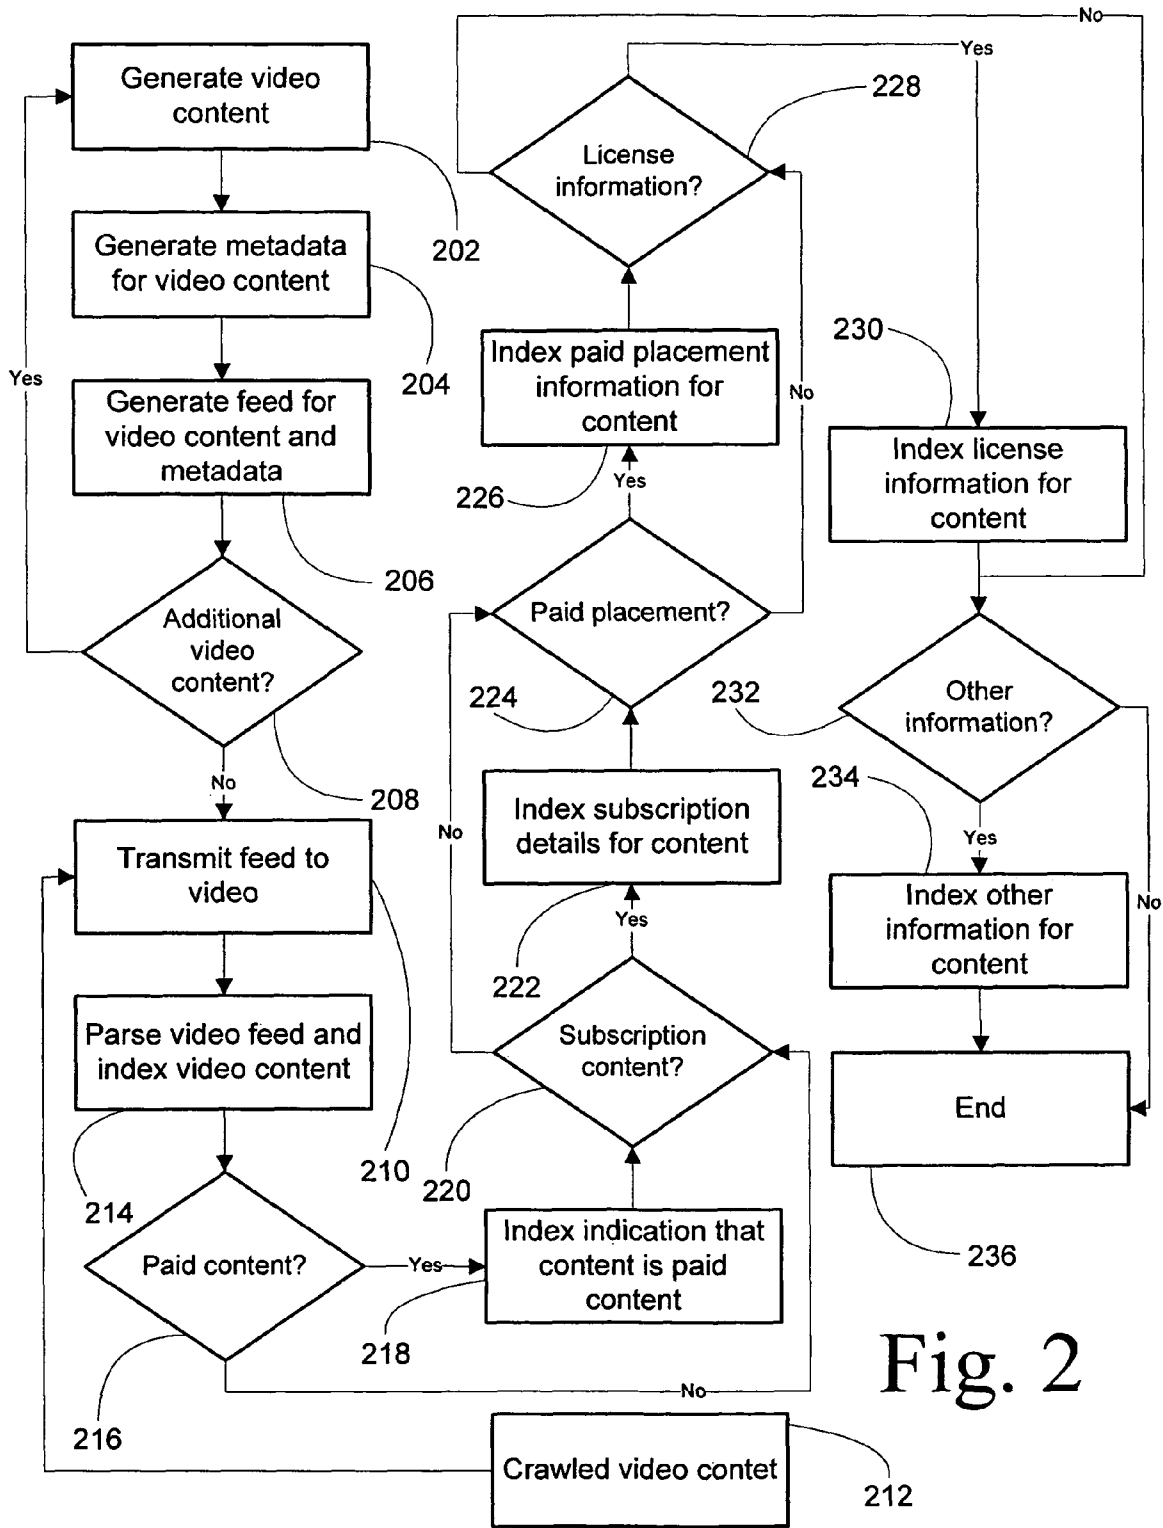 Generate video
content
202
Generate metadata
for video content
204
Generate feed for
video content and
metadata
206
Yes
Additional
video
content?
208
No
Transmit feed to
video
210
Parse video feed and
index video content
214
Paid content?
216
Yes
No
Index indication that
content is paid
content
218
Subscription
content?
220
Yes
No
Index subscription
details for content
222
Paid placement?
224
Yes
No
Index paid placement
information for
content
226
License
information?
228
Yes
No
Index license
information for
content
230
Other
information?
232
Yes
No
Index other
information for
content
234
End
236
Crawled video contet
212
Fig. 2